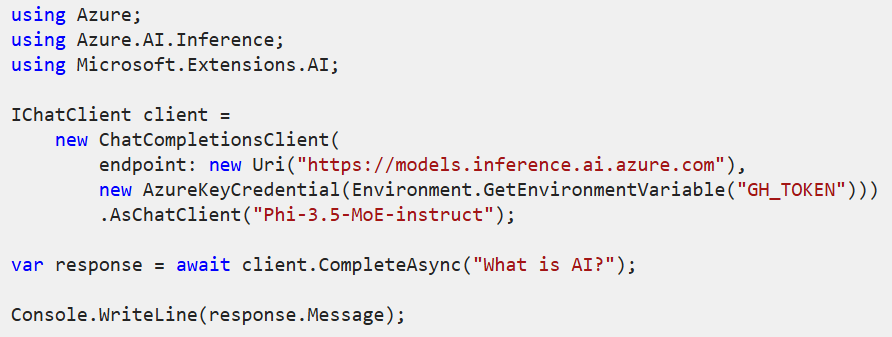 using Azure;
using Azure.AI.Inference;
using Microsoft.Extensions.AI;

IChatClient client =
    new ChatCompletionsClient(
        endpoint: new Uri("https://models.inference.ai.azure.com"),
        new AzureKeyCredential(Environment.GetEnvironmentVariable("GH_TOKEN")))
        .AsChatClient("Phi-3.5-MoE-instruct");

var response = await client.CompleteAsync("What is AI?");

Console.WriteLine(response.Message);